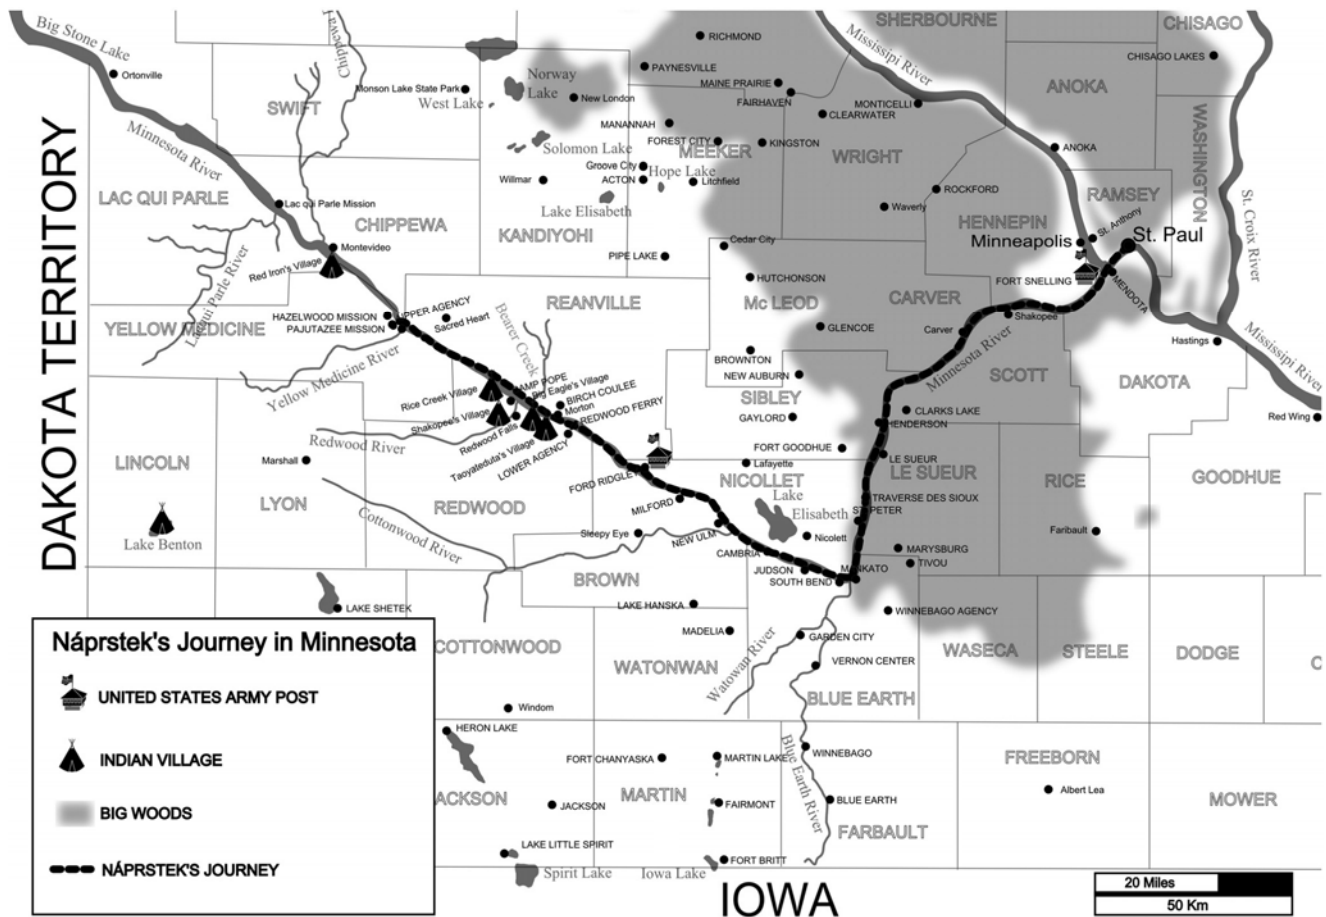 SHERBOURNE
CHISAGO
Big Stone Lake
Chippewa
RICHMOND
Mississipi River
CHISAGO LAKES
Ortonville
PAYNESVILLE
Norway
Lake
MAINE PRAIRIE
FAIRHAVEN
ANOKA
Monson Lake State Park
West Lake
New London
MONTICELLI
CLEARWATER
SWIFT
WASHINGTON
Minnesota River
MANANNAH
FOREST CITY
KINGSTON
MEEKER
WRIGHT
ANOKA
Solomon Lake
Groove City
Hope Lake
Willmar
ACTON
Litchfield
ROCKFORD
RAMSEY
DAKOTA TERRITORY
LAC QUI PARLE
Lac qui Parle Mission
CHIPPEWA
Lake Elisabeth
Waverly
HENNEPIN
St. Anthony
St. Croix River
KANDIYOHI
Cedar City
Minneapolis
St. Paul
Montevideo
Red Iron's Village
PIPE LAKE
HUTCHONSON
FORT SNELLING
MENDOTA
Lacqui Parle River
REANVILLE
Mc LEOD
CARVER
HAZELWOOD MISSION
UPPER AGENCY
Sacred Heart
Bearer Creek
YELLOW MEDICINE
PAJUTAZEE MISSION
GLENCOE
Carver
Shakopee
Mississipi River
Hastings
Yellow Medicine River
BROWNTON
NEW AUBURN
Minnesota River
SCOTT
DAKOTA
Rice Creek Village
CAMP POPE
Big Eagle's Village
SIBLEY
BIRCH COULEE
Shakopee's Village
Morton
REDWOOD FERRY
GAYLORD
CLARKS LAKE
HENDERSON
Red Wing
Redwood River
Redwood Falls
Taoyateduta's Village
LOWER AGENCY
FORT GOODHUE
LINCOLN
Marshall
Lafayette
LE SUEUR
LE SUEUR
FORD RIDGLEY
NICOLLET
RICE
GOODHUE
LYON
REDWOOD
MILFORD
Lake
Elisabeth
TRAVERSE DES SIOUX
ST. PETER
Cottonwood River
Faribault
Lake Benton
Sleepy Eye
NEW ULM
Nicolett
CAMBRIA
MARYSBURG
TIVOU
BROWN
JUDSON
SOUTH BEND
MANKATO
LAKE SHETEK
LAKE HANSKA
WINNEBAGO AGENCY
MADELIA
GARDEN CITY
COTTONWOOD
WATONWAN
Watowan River
VERNON CENTER
WASECA
STEELE
DODGE
BLUE EARTH
Náprstek's Journey in Minnesota
UNITED STATES ARMY POST
INDIAN VILLAGE
BIG WOODS
NÁPRSTEK'S JOURNEY
Windom
HERON LAKE
FORT CHANYASKA
MARTIN LAKE
Blue Earth River
WINNEBAGO
FREEBORN
ACKSON
JACKSON
MARTIN
FAIRMONT
BLUE EARTH
Albert Lea
MOWER
FARBAULT
LAKE LITTLE SPIRIT
Spirit Lake
Iowa Lake
FORT BRITT
IOWA
20 Miles
50 Km